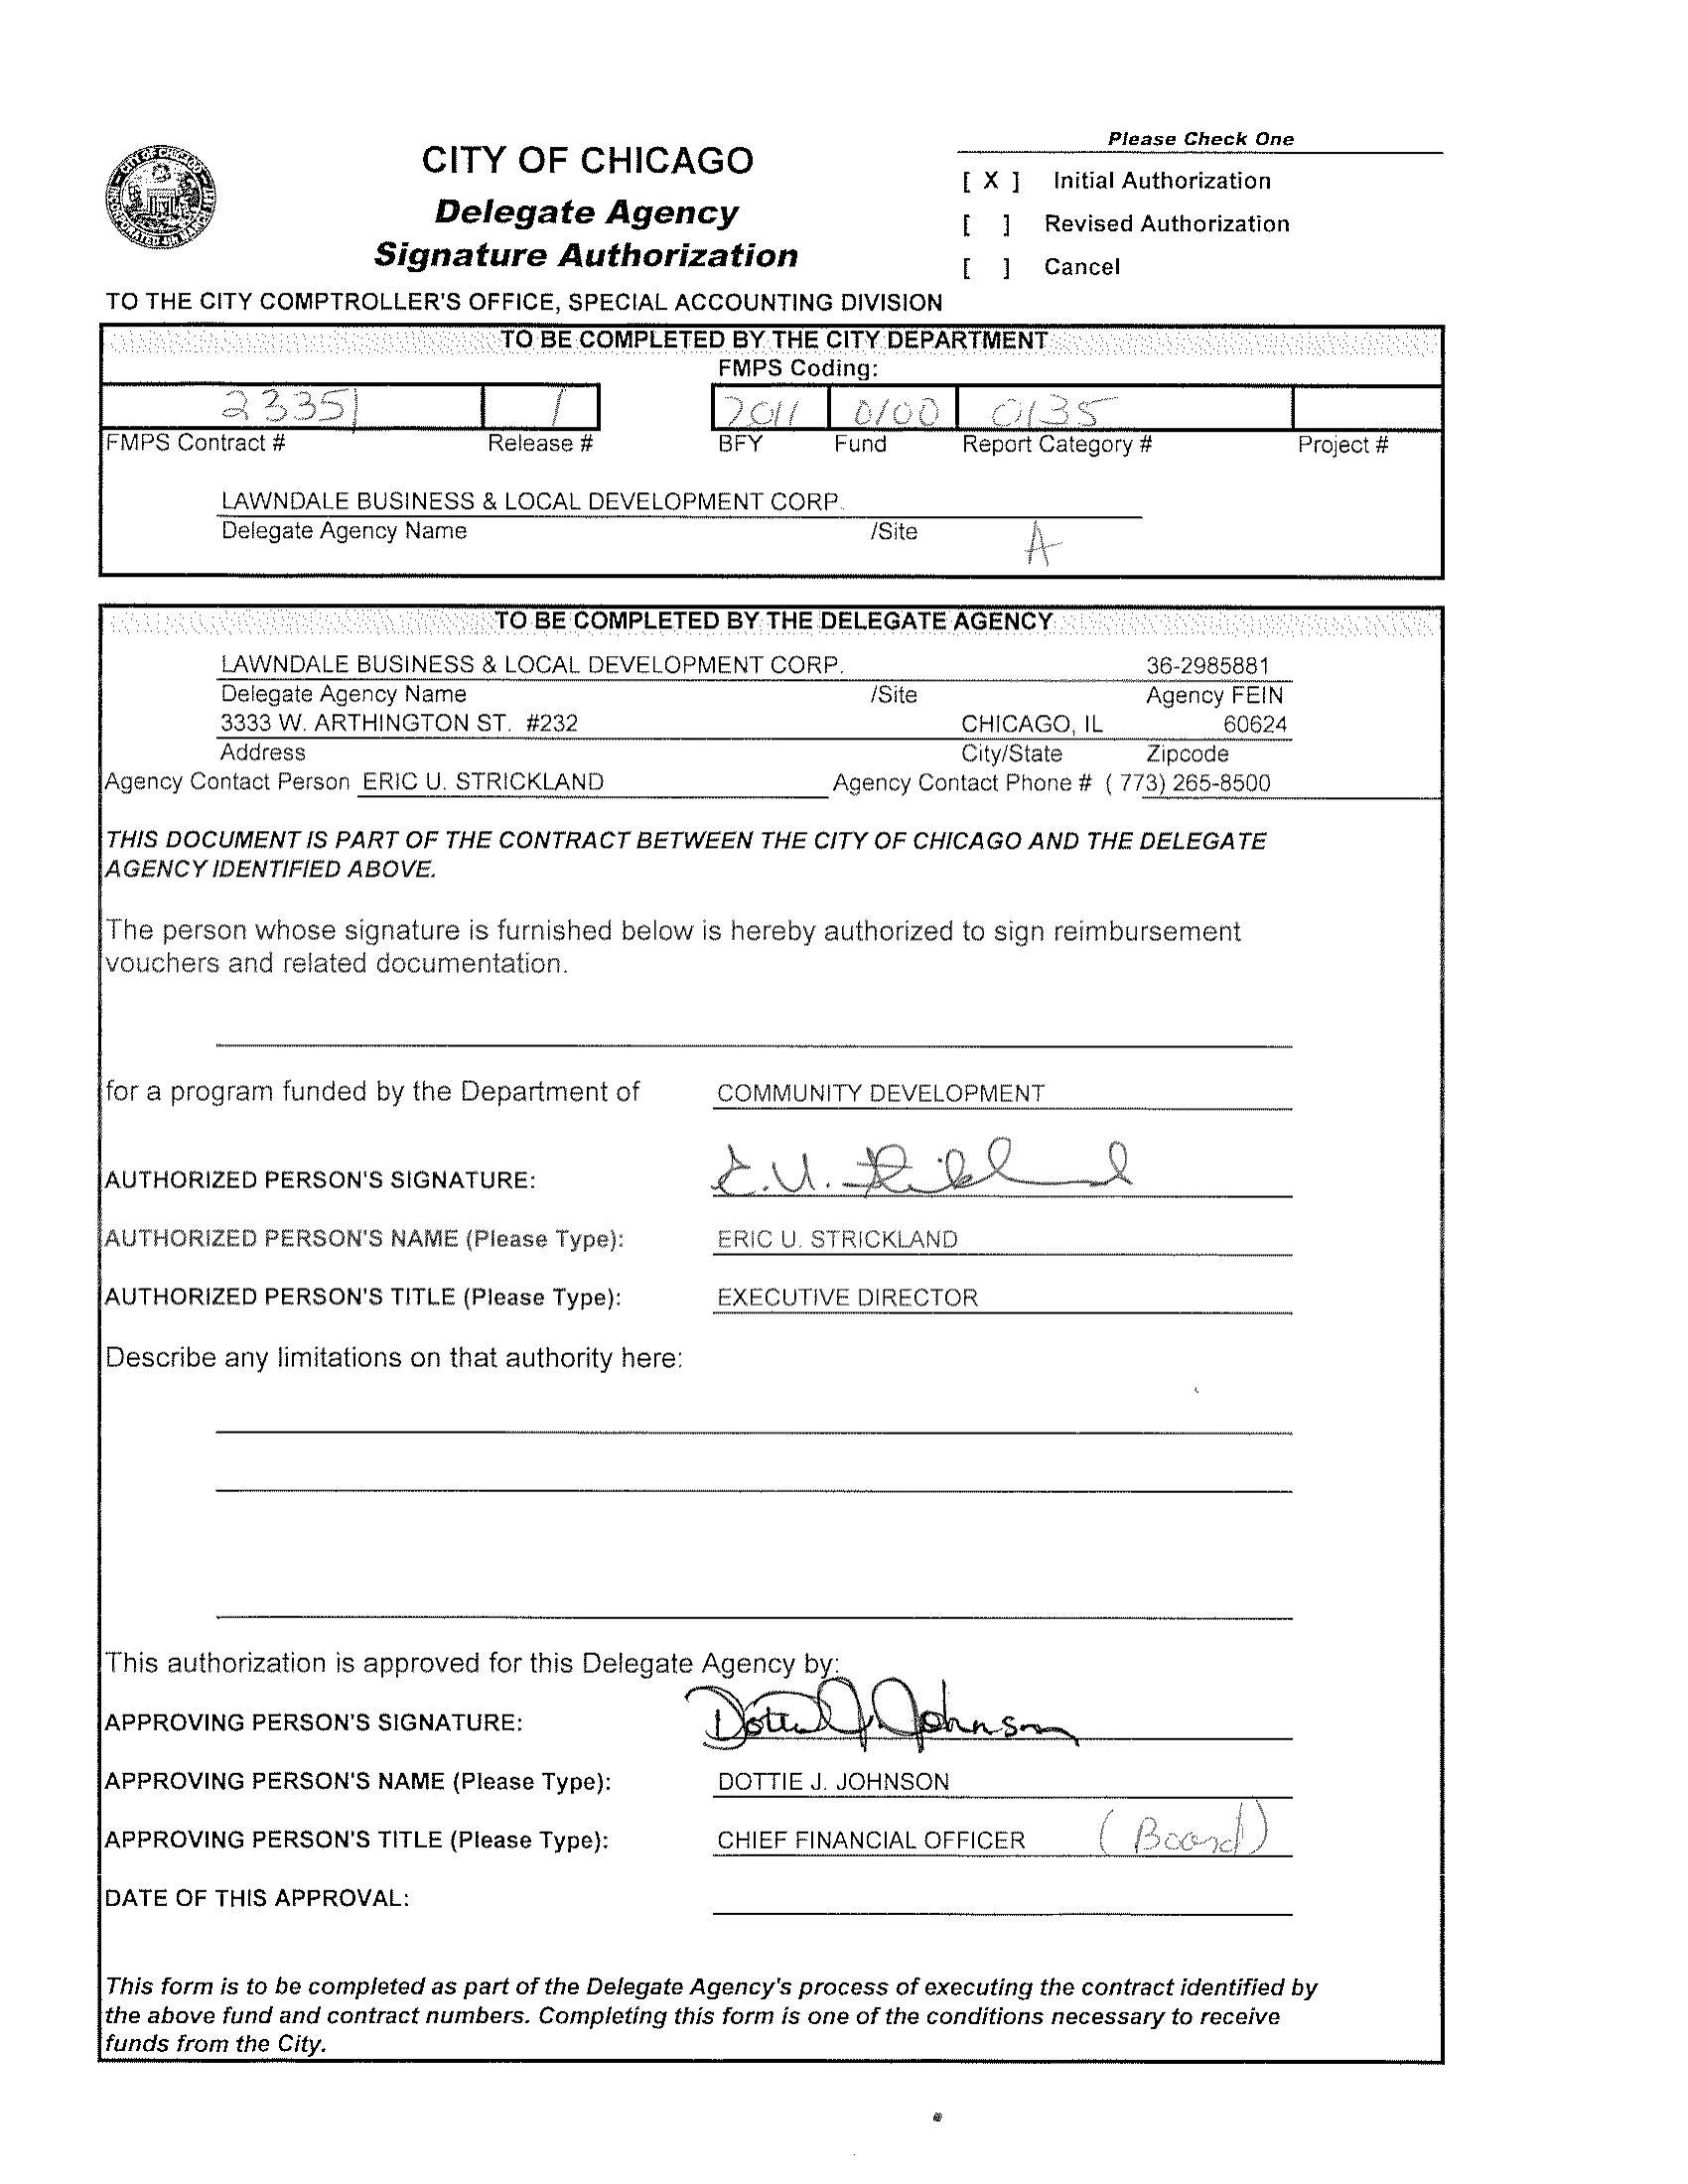 Please Check One
CITY OF CHICAGO
[ X ] Initial Authorization
Delegate Agency
[ ] Revised Authorization
Signature Authorization
[ ] Cancel
TO THE CITY COMPTROLLER'S OFFICE, SPECIAL ACCOUNTING DIVISION
TO BE COMPLETED BY THE CITY DEPARTMENT
FMPS Coding:
23351 1 2011 0100 0135
FMPS Contract # Release # BFY Fund Report Category # Project #
LAWNDALE BUSINESS & LOCAL DEVELOPMENT CORP.
Delegate Agency Name /Site A
TO BE COMPLETED BY THE DELEGATE AGENCY
LAWNDALE BUSINESS & LOCAL DEVELOPMENT CORP. 36-2985881
Delegate Agency Name /Site Agency FEIN
3333 W. ARTHINGTON ST. #232 CHICAGO, IL 60624
Address City/State Zipcode
Agency Contact Person ERIC U. STRICKLAND Agency Contact Phone # ( 773) 265-8500
THIS DOCUMENT IS PART OF THE CONTRACT BETWEEN THE CITY OF CHICAGO AND THE DELEGATE
AGENCY IDENTIFIED ABOVE.
The person whose signature is furnished below is hereby authorized to sign reimbursement
vouchers and related documentation.
for a program funded by the Department of COMMUNITY DEVELOPMENT
AUTHORIZED PERSON'S SIGNATURE: E.U. Strickland
AUTHORIZED PERSON'S NAME (Please Type): ERIC U. STRICKLAND
AUTHORIZED PERSON'S TITLE (Please Type): EXECUTIVE DIRECTOR
Describe any limitations on that authority here:
This authorization is approved for this Delegate Agency by:
APPROVING PERSON'S SIGNATURE: Dottie J. Johnson
APPROVING PERSON'S NAME (Please Type): DOTTIE J. JOHNSON
APPROVING PERSON'S TITLE (Please Type): CHIEF FINANCIAL OFFICER (Board)
DATE OF THIS APPROVAL:
This form is to be completed as part of the Delegate Agency's process of executing the contract identified by
the above fund and contract numbers. Completing this form is one of the conditions necessary to receive
funds from the City.